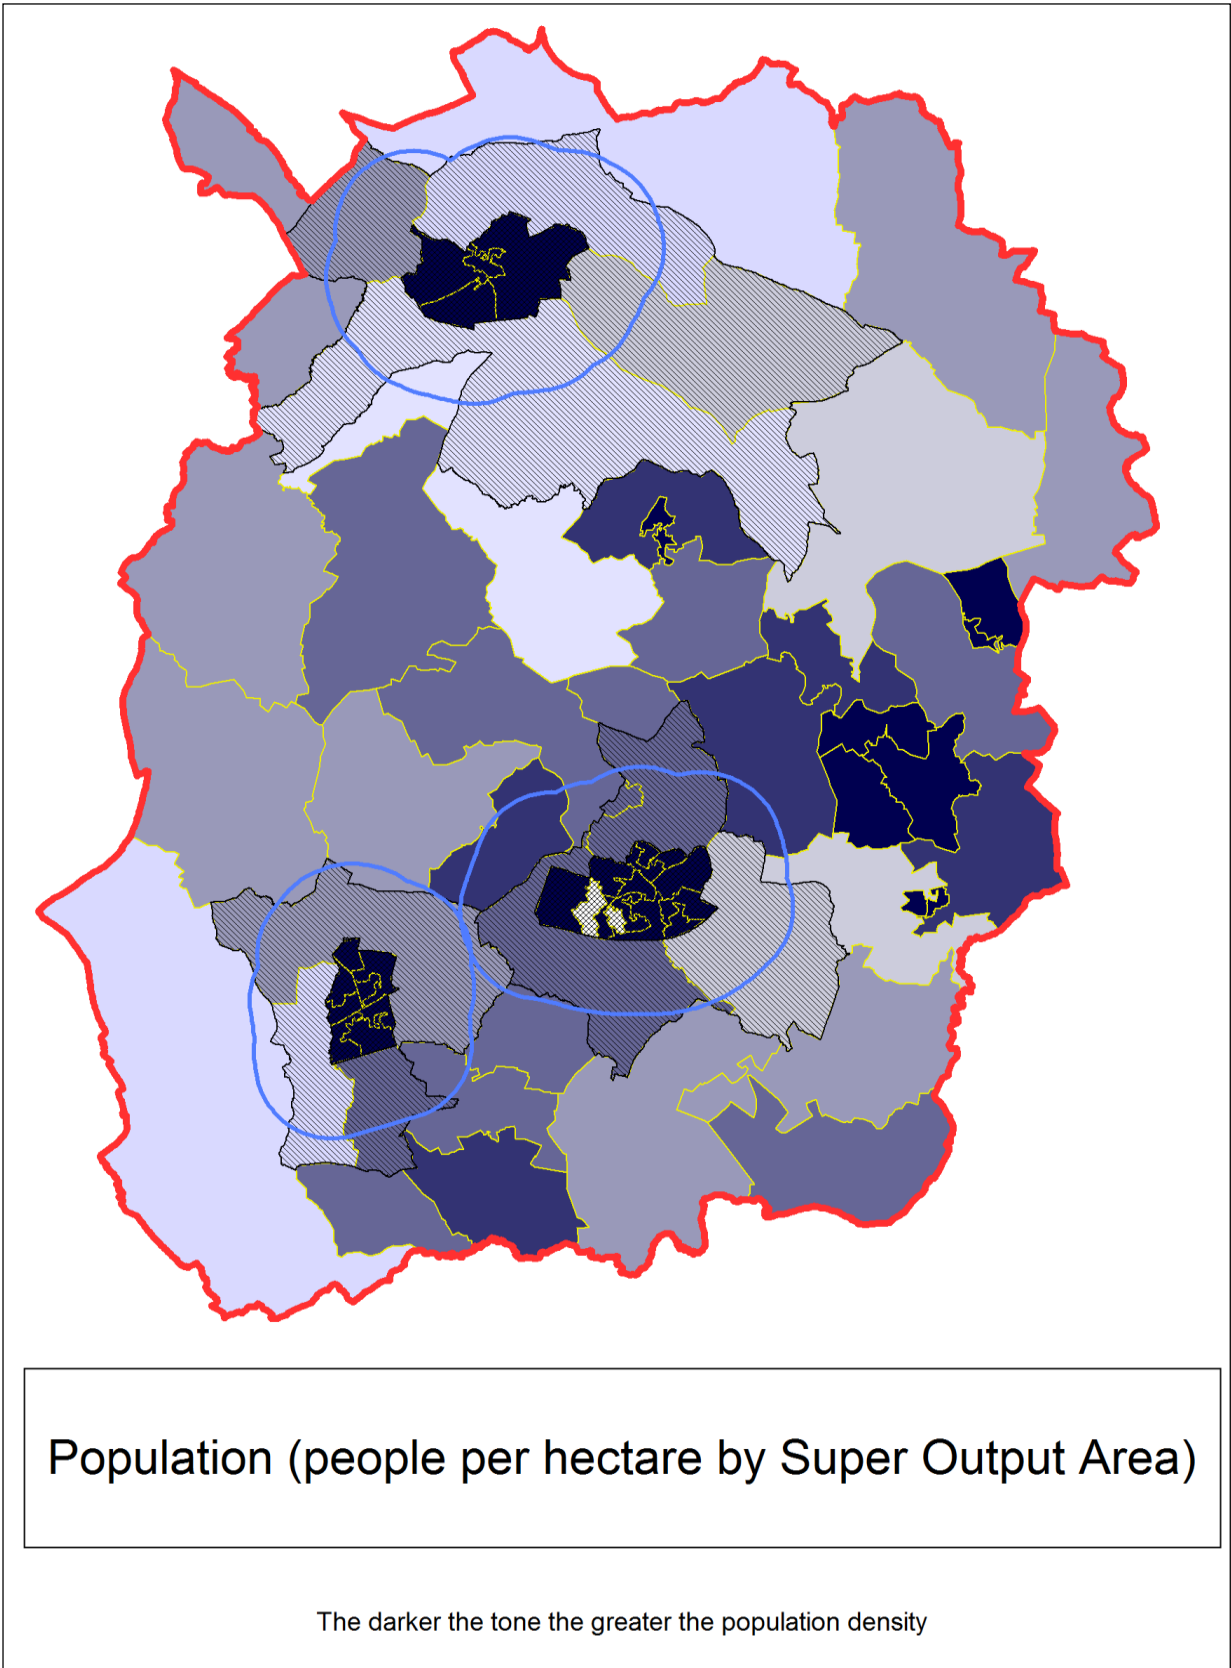 Population (people per hectare by Super Output Area)
The darker the tone the greater the population density